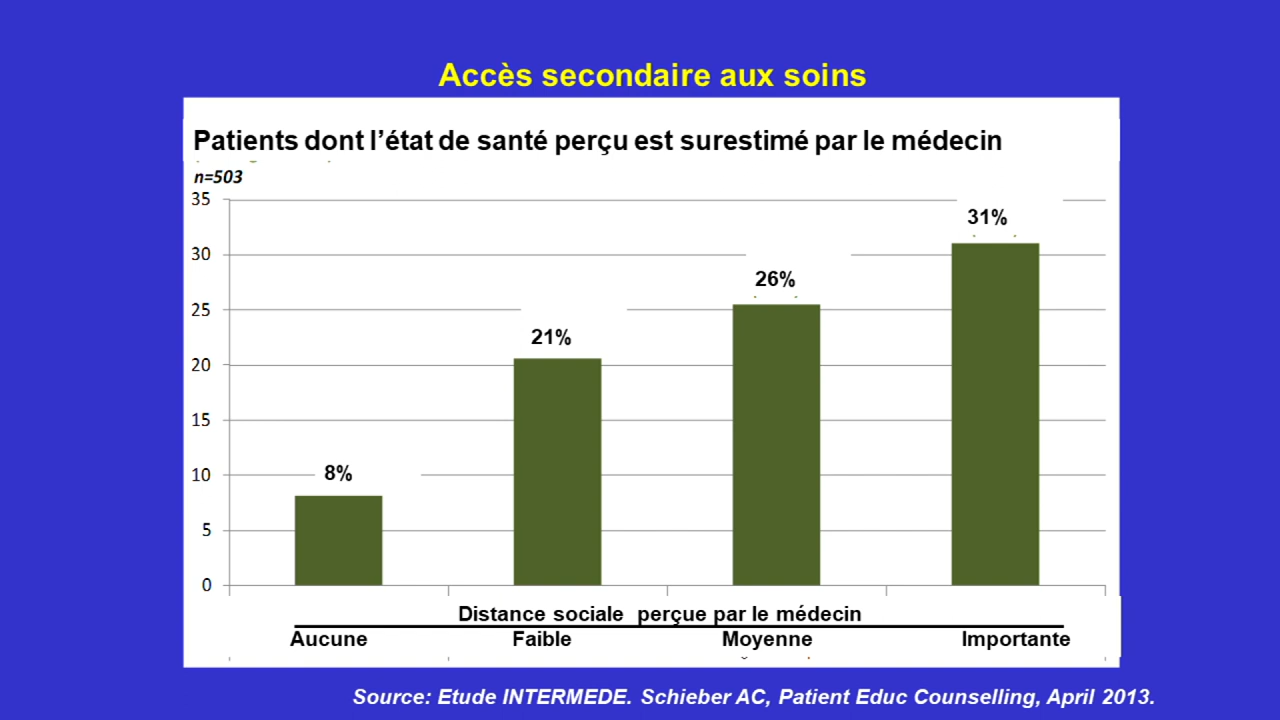 Accès secondaire aux soins
Patients dont l'état de santé perçu est surestimé par le médecin
n=503
35
31%
30
26%
25
21%
20
15
10
8%
5
0
Distance sociale perçue par le médecin
Aucune Faible Moyenne Importante
Source: Etude INTERMEDE. Schieber AC, Patient Educ Counselling, April 2013.